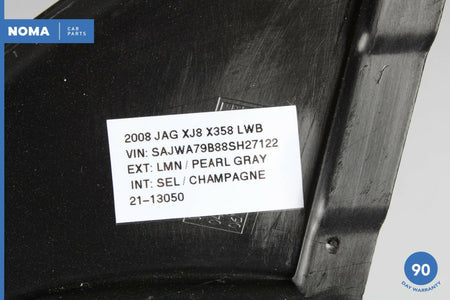 NOMA CAR
PARTS
2008 JAG XJ8 X358 LWB
VIN: SAJWA79B88SH27122
EXT: LMN / PEARL GRAY
INT: SEL / CHAMPAGNE
21-13050
90
DAY WARRANTY